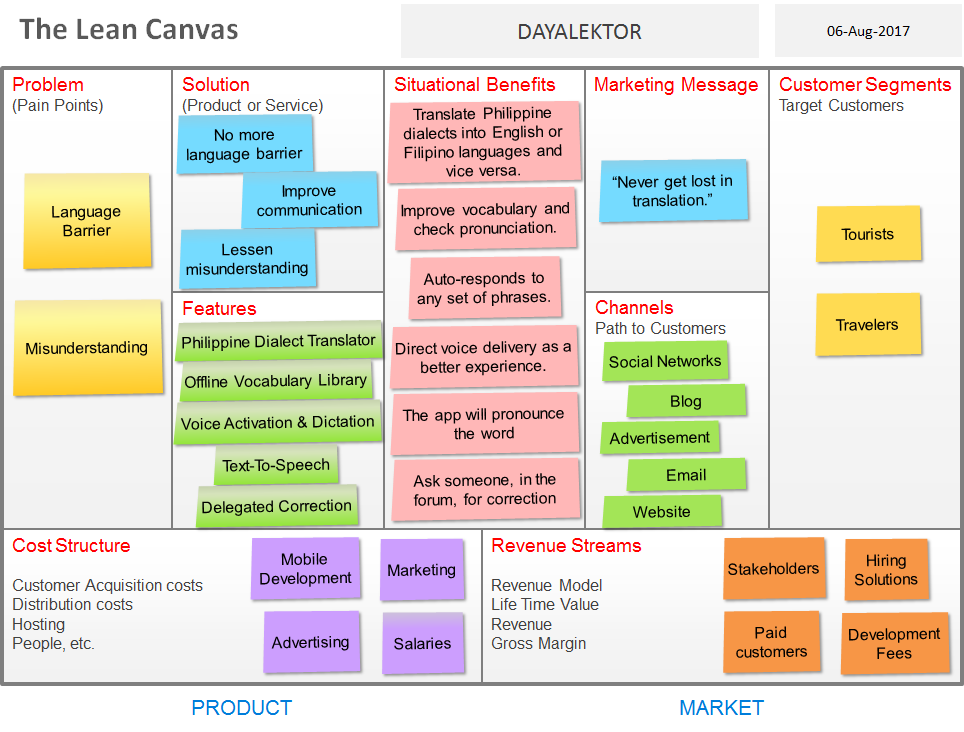 The Lean Canvas
DAYALEKTOR
06-Aug-2017
Problem
(Pain Points)
Language
Barrier
Misunderstanding
Solution
(Product or Service)
No more
language barrier
Improve
communication
Lessen
misunderstanding
Features
Philippine Dialect Translator
Offline Vocabulary Library
Voice Activation & Dictation
Text-To-Speech
Delegated Correction
Situational Benefits
Translate Philippine
dialects into English or
Filipino languages and
vice versa.
Improve vocabulary and
check pronunciation.
Auto-responds to
any set of phrases.
Direct voice delivery as a
better experience.
The app will pronounce
the word
Ask someone, in the
forum, for correction
Marketing Message
“Never get lost in
translation.”
Channels
Path to Customers
Social Networks
Blog
Advertisement
Email
Website
Customer Segments
Target Customers
Tourists
Travelers
Cost Structure
Customer Acquisition costs
Distribution costs
Hosting
People, etc.
Mobile
Development
Marketing
Advertising
Salaries
Revenue Streams
Revenue Model
Life Time Value
Revenue
Gross Margin
Stakeholders
Hiring
Solutions
Paid
customers
Development
Fees
PRODUCT
MARKET